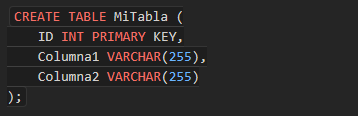 CREATE TABLE MiTabla (
    ID INT PRIMARY KEY,
    Columna1 VARCHAR(255),
    Columna2 VARCHAR(255)
);